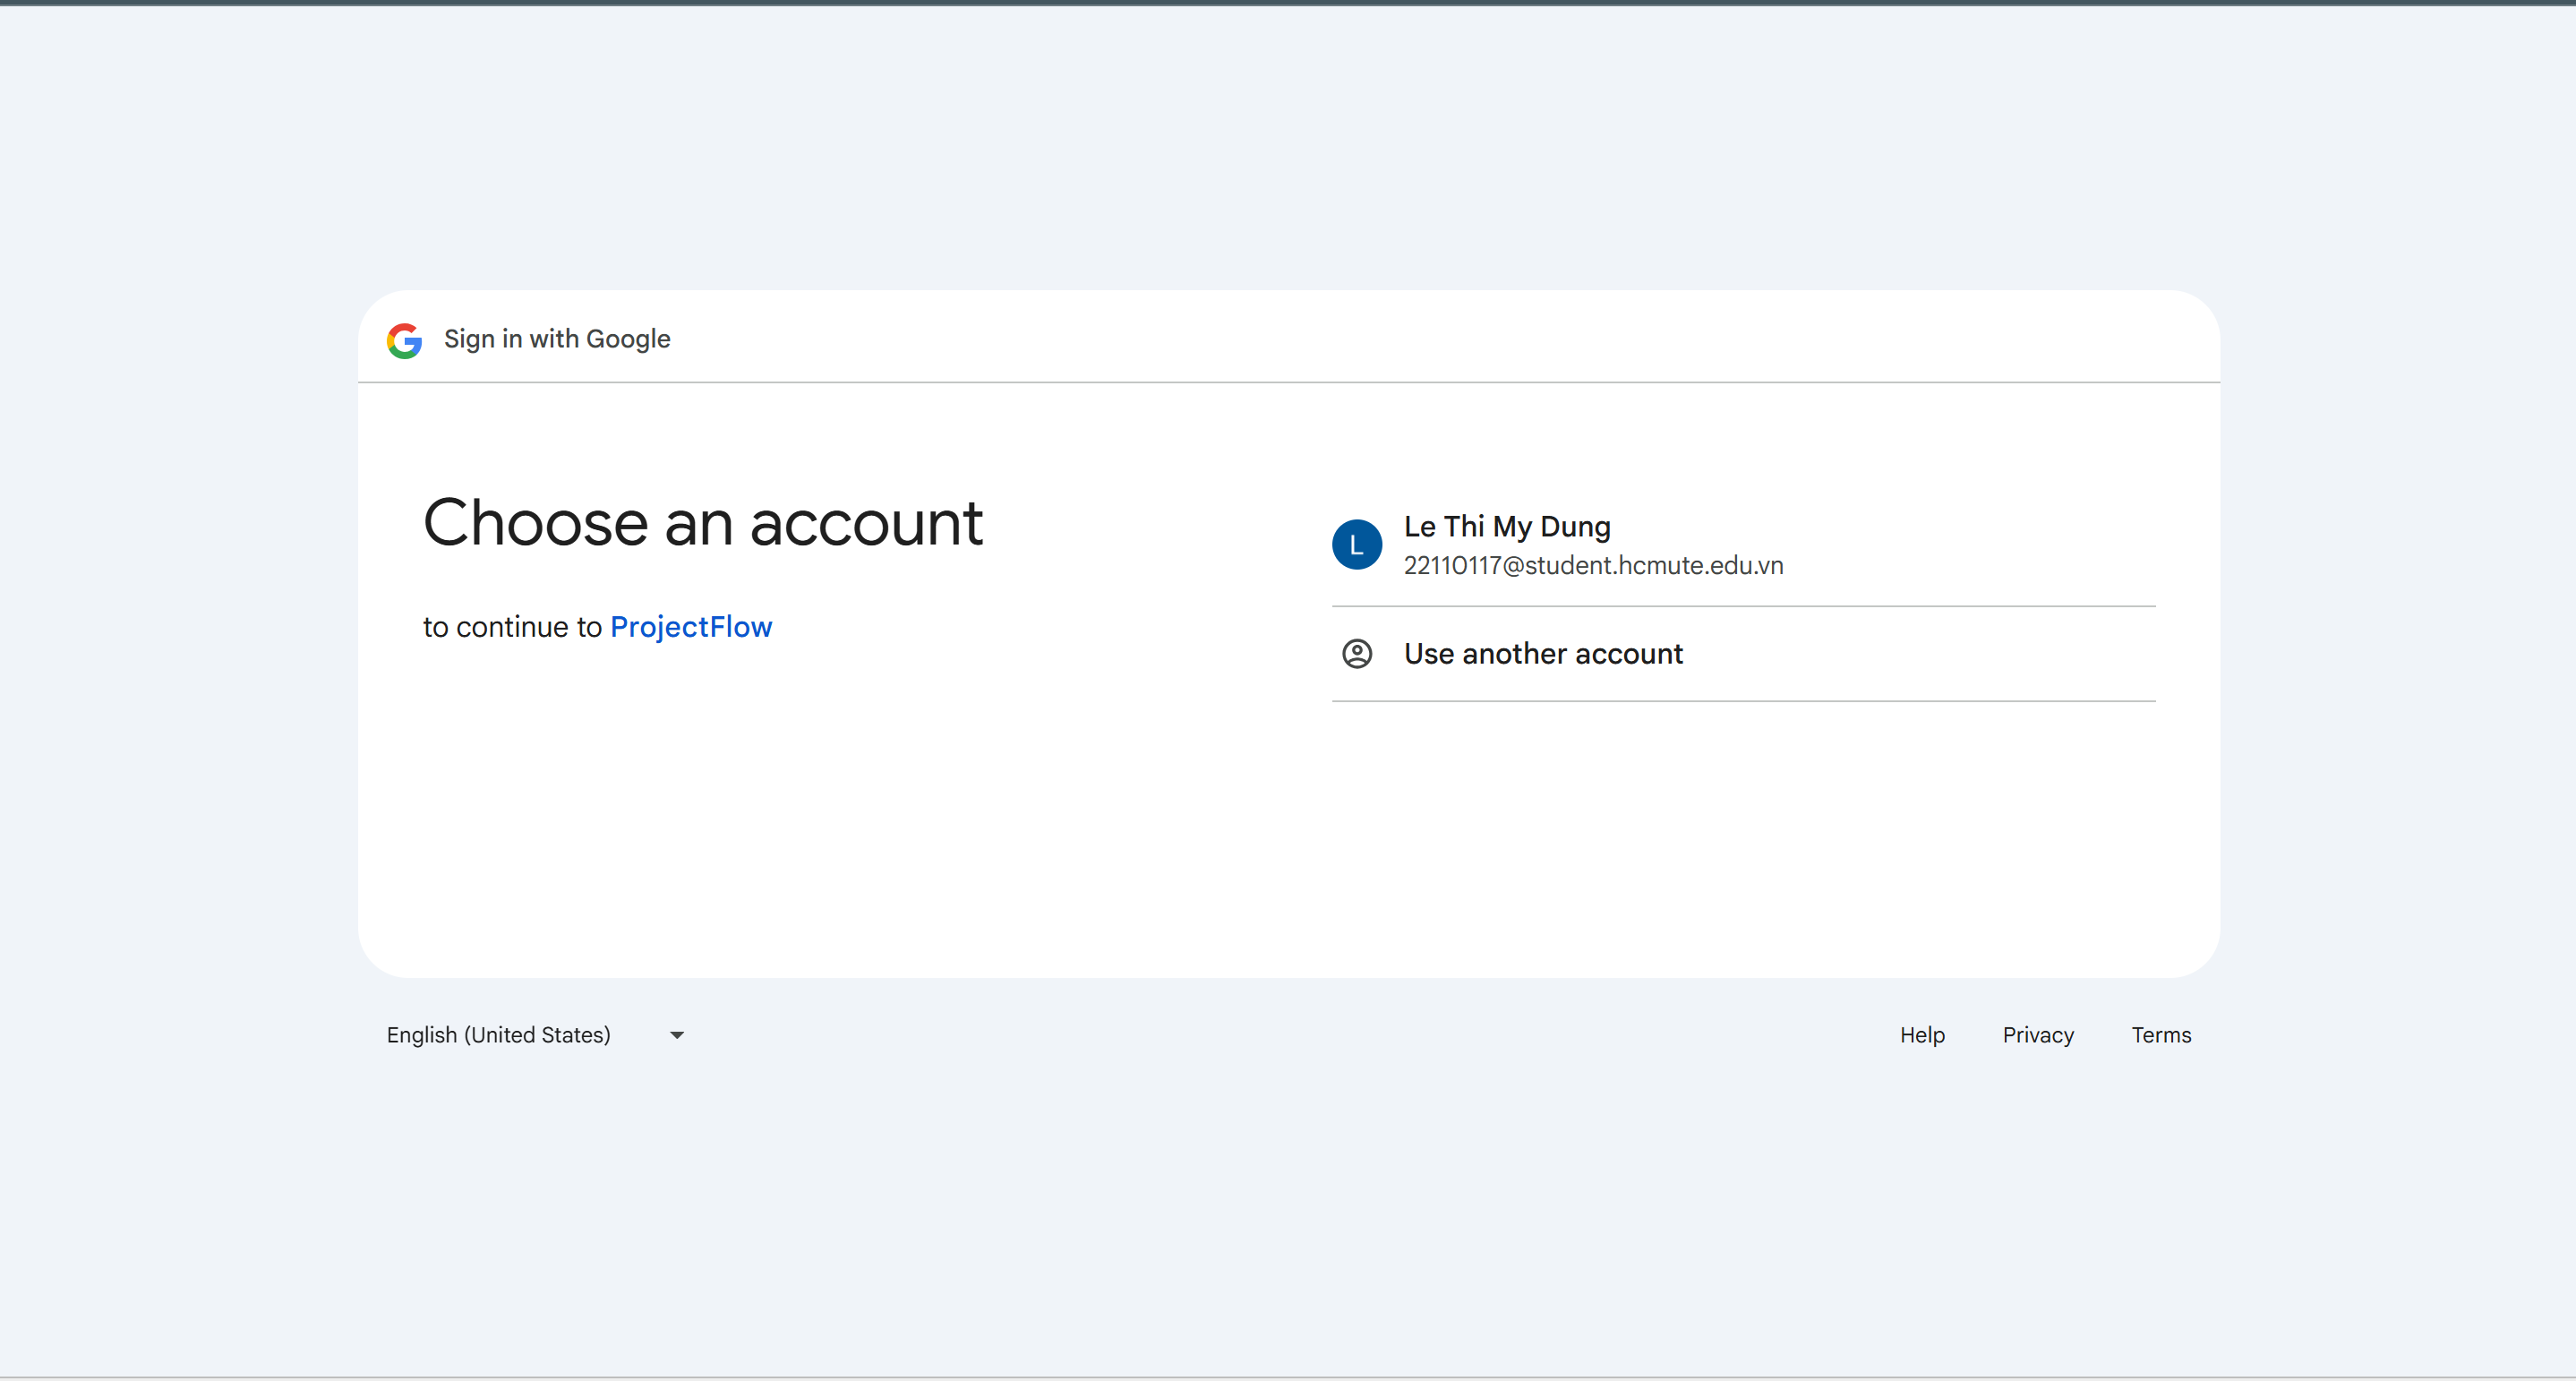 Sign in with Google
Choose an account
to continue to ProjectFlow
L
Le Thi My Dung
22110117@student.hcmute.edu.vn
Use another account
English (United States)
Help
Privacy
Terms